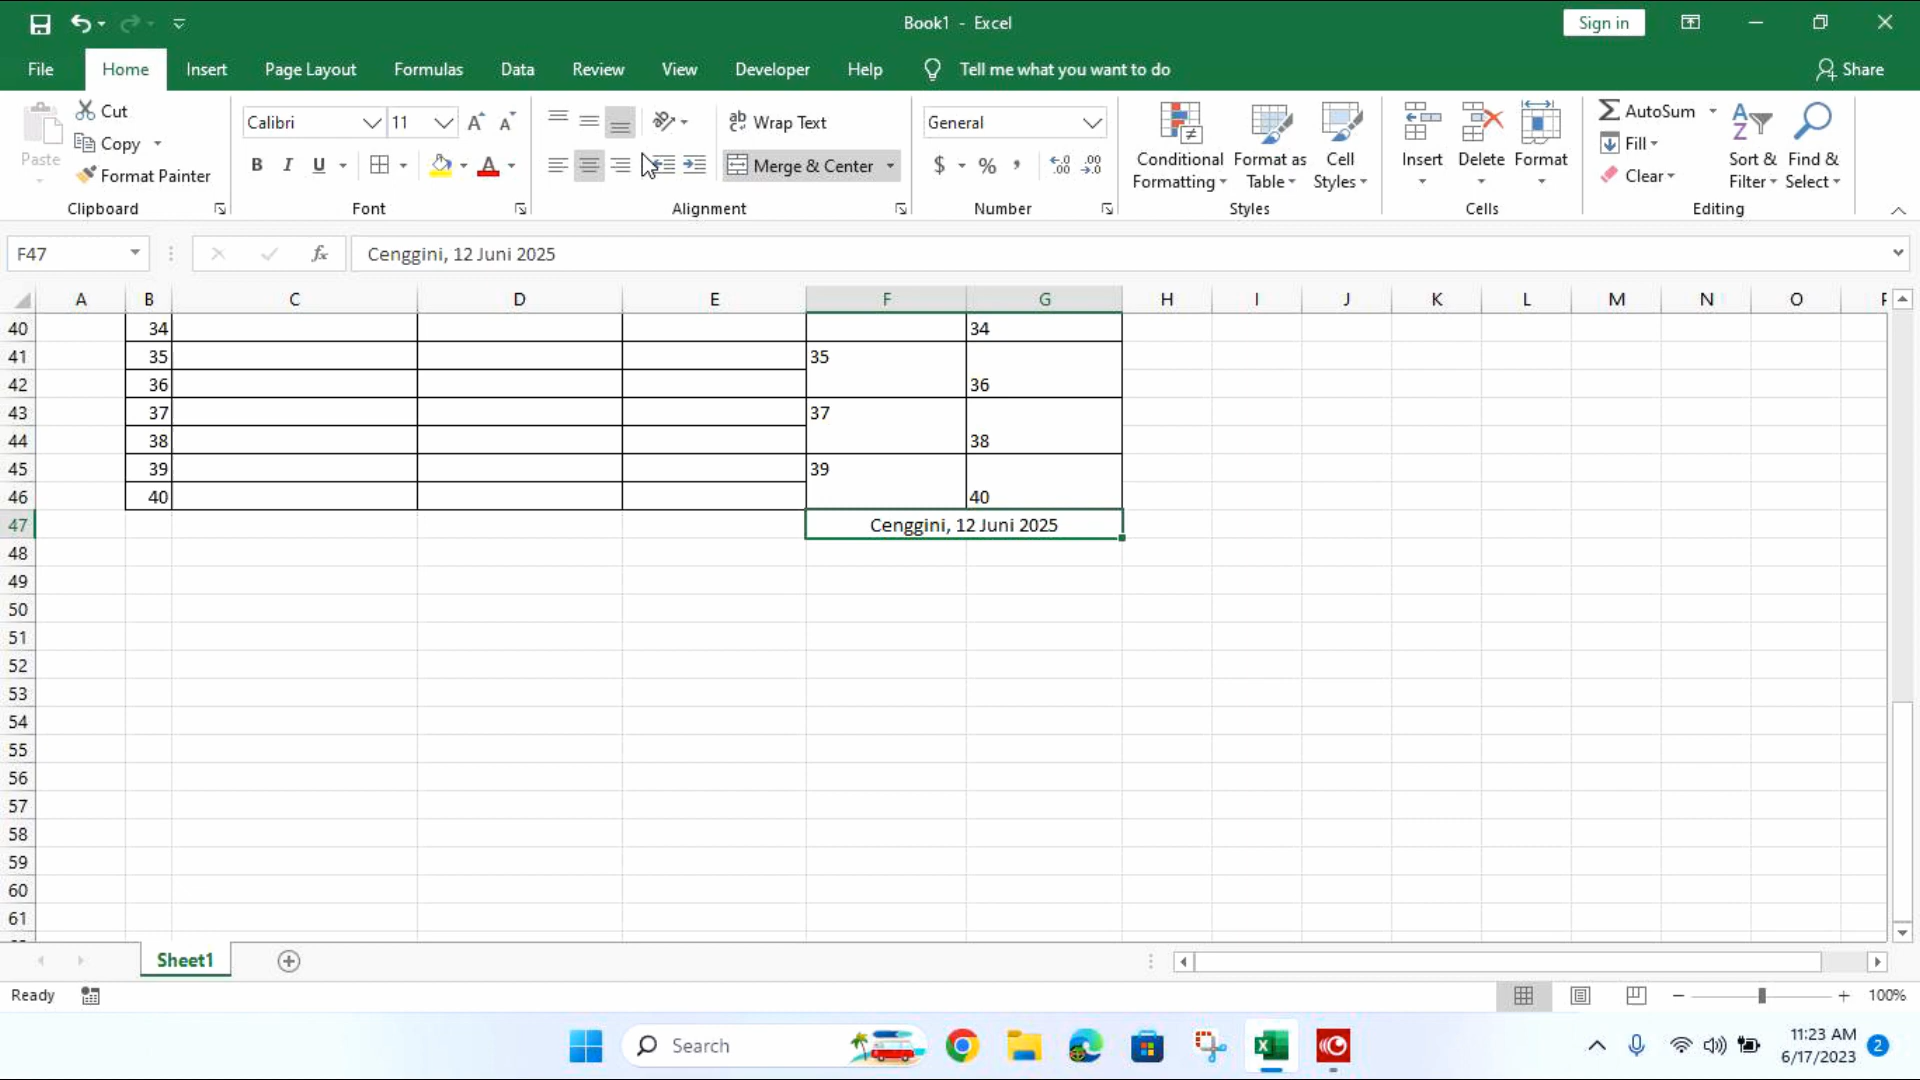 Book1 - Excel
Sign in
File Home Insert Page Layout Formulas Data Review View Developer Help Tell me what you want to do Share
Paste
Cut
Copy
Format Painter
Clipboard
Calibri 11
B I U A
Font
ab Wrap Text
Merge & Center
Alignment
General
$ % ,
Number
Conditional Formatting
Format as Table
Cell Styles
Styles
Insert Delete Format
Cells
AutoSum
Fill
Clear
Sort & Filter
Find & Select
Editing
F47 fx Cenggini, 12 Juni 2025
A B C D E F G H I J K L M N O
40 34 34
41 35 35
42 36 36
43 37 37
44 38 38
45 39 39
46 40 40
47 Cenggini, 12 Juni 2025
48
49
50
51
52
53
54
55
56
57
58
59
60
61
Sheet1
Ready 100%
Search
11:23 AM
6/17/2023
2